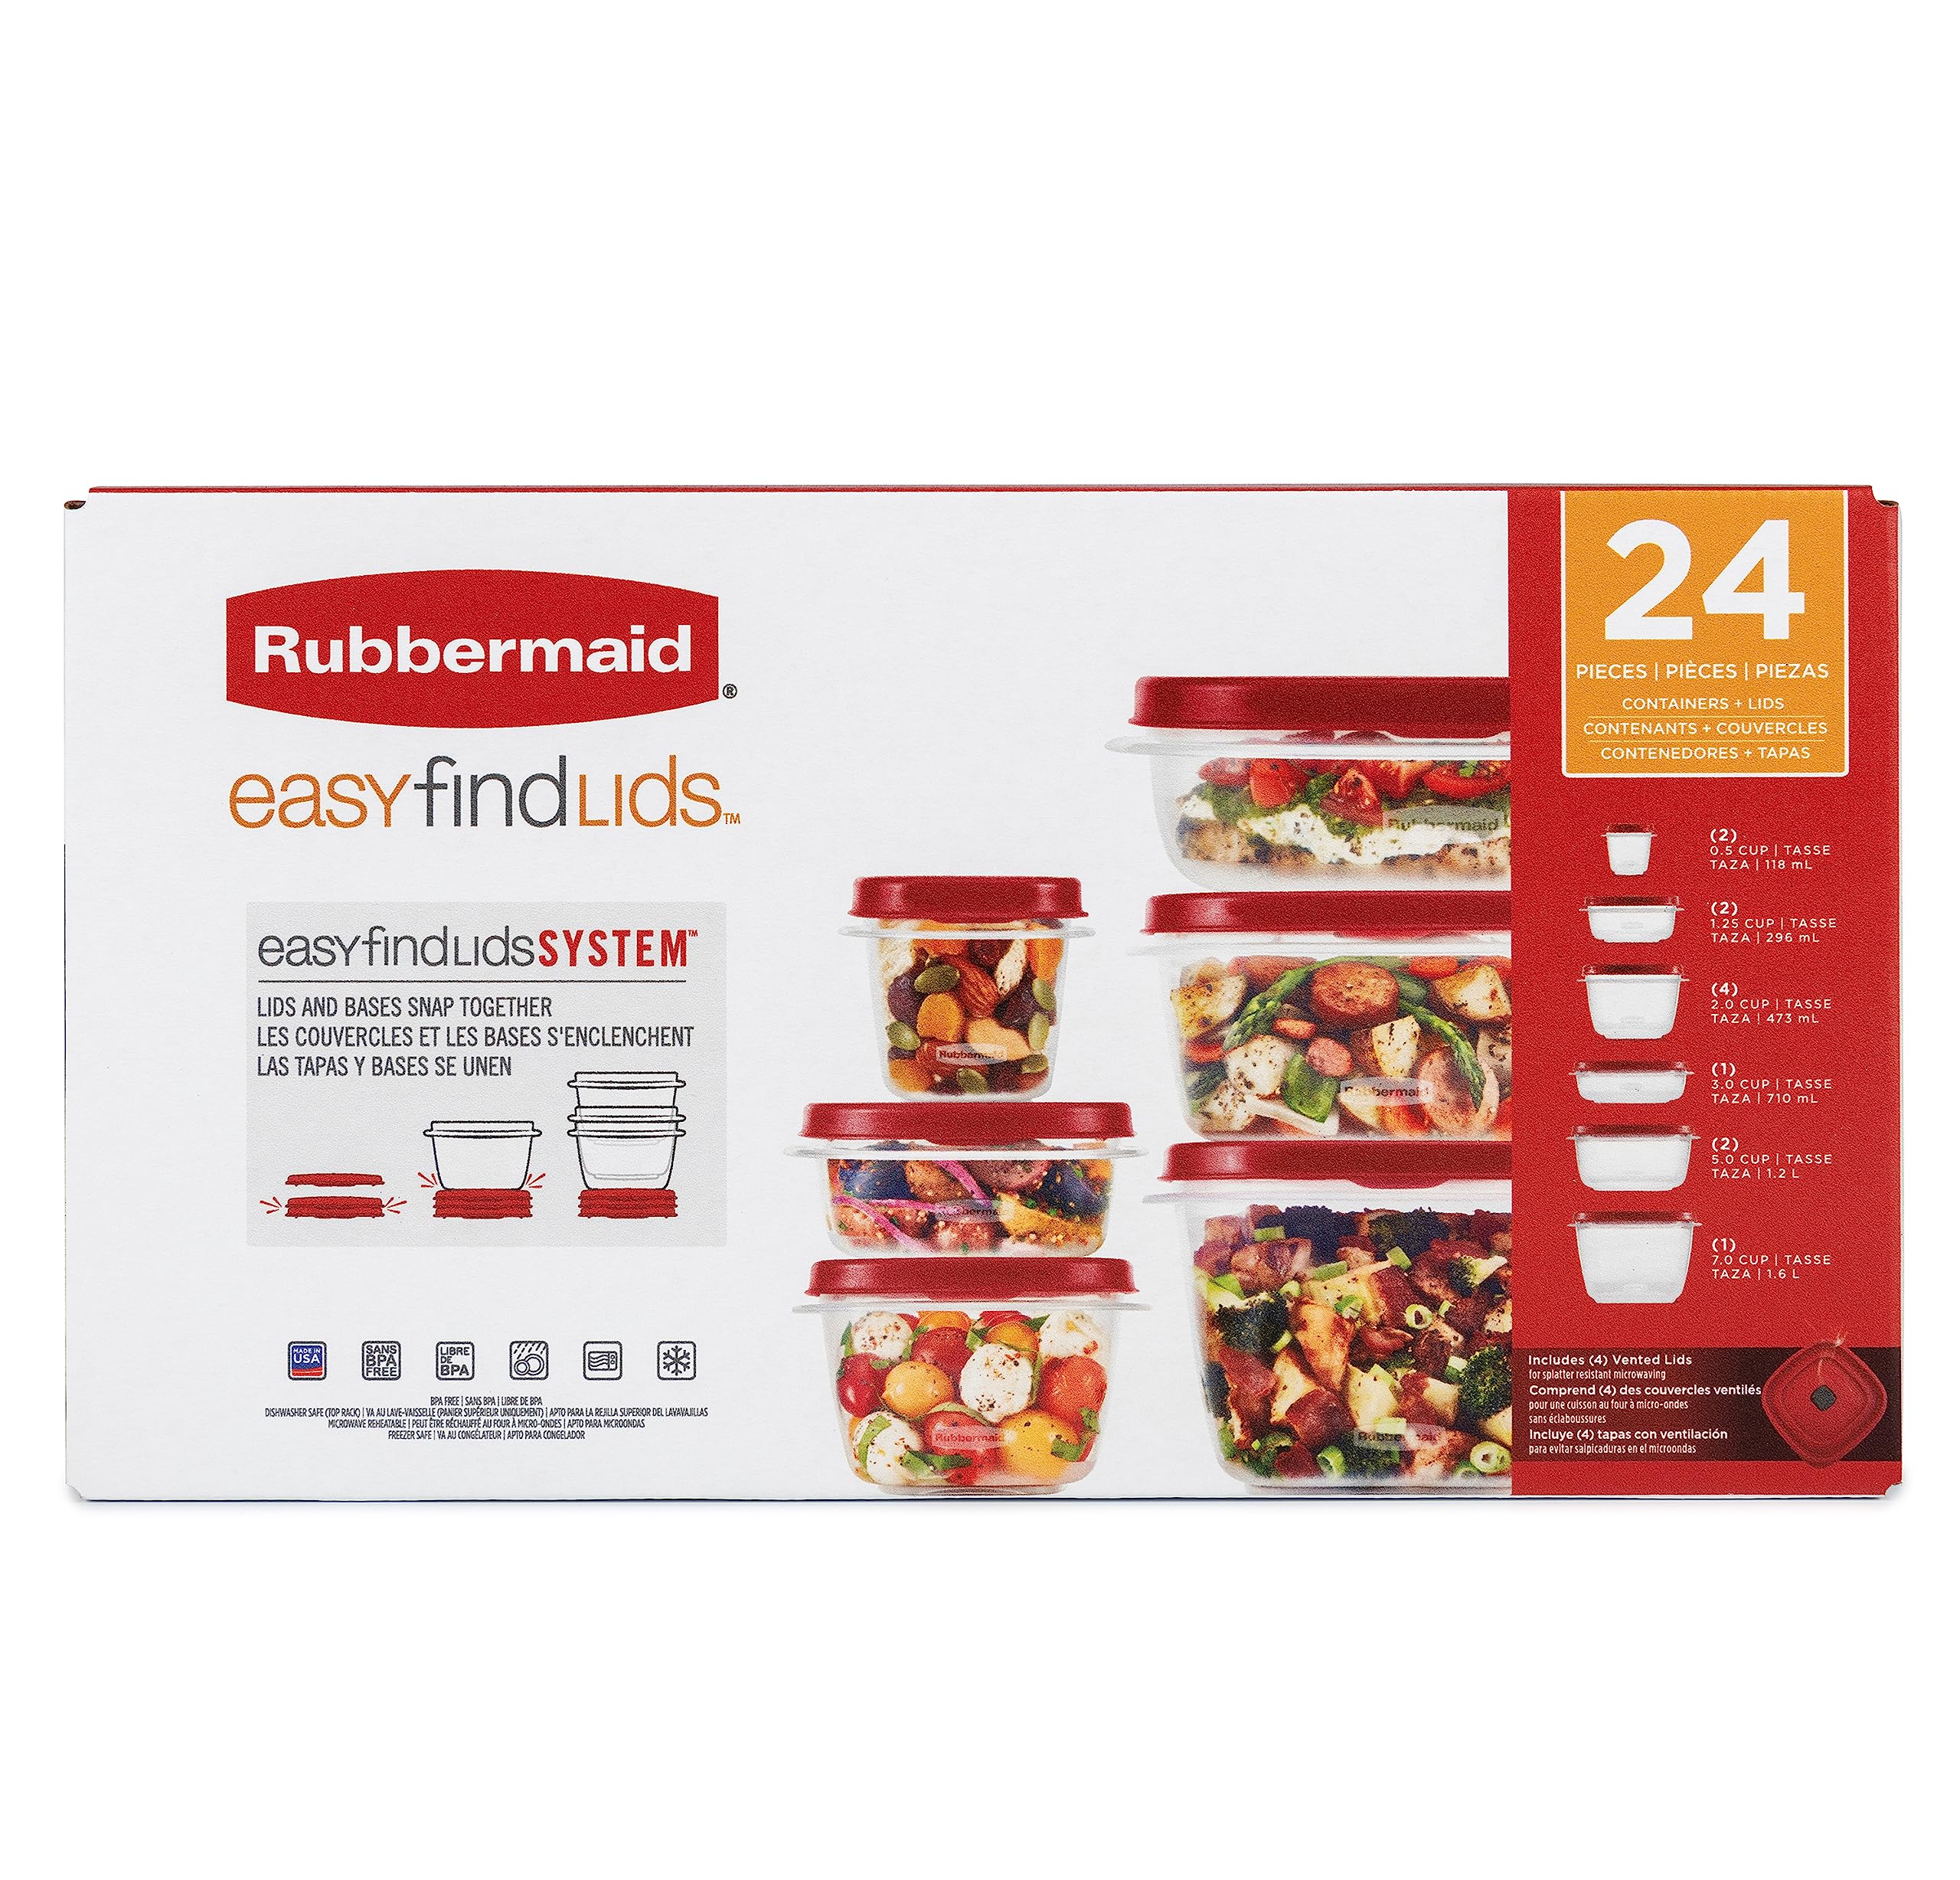 Rubbermaid®
easyfindLIDS™
easyfindLIDSSYSTEM™
LIDS AND BASES SNAP TOGETHER
LES COUVERCLES ET LES BASES S'ENCLENCHENT
LAS TAPAS Y BASES SE UNEN
MADE IN
USA
SANS
BPA
FREE
LIBRE
DE
BPA
BPA FREE | SANS BPA | LIBRE DE BPA
DISHWASHER SAFE (TOP RACK) | VA AU LAVE-VAISSELLE (PANIER SUPÉRIEUR UNIQUEMENT) | APTO PARA LA REJILLA SUPERIOR DEL LAVAVAJILLAS
MICROWAVE REHEATABLE | PEUT ÊTRE RÉCHAUFFÉ AU FOUR À MICRO-ONDES | APTO PARA MICROONDAS
FREEZER SAFE | VA AU CONGÉLATEUR | APTO PARA CONGELADOR
Rubbermaid
Rubbermaid
Rubbermaid
Rubbermaid
Rubbermaid
24
PIECES | PIÈCES | PIEZAS
CONTAINERS + LIDS
CONTENANTS + COUVERCLES
CONTENEDORES + TAPAS
(2)
0.5 CUP | TASSE
TAZA | 118 mL
(2)
1.25 CUP | TASSE
TAZA | 296 mL
(4)
2.0 CUP | TASSE
TAZA | 473 mL
(1)
3.0 CUP | TASSE
TAZA | 710 mL
(2)
5.0 CUP | TASSE
TAZA | 1.2 L
(1)
7.0 CUP | TASSE
TAZA | 1.6 L
Includes (4) Vented Lids
for splatter resistant microwaving
Comprend (4) des couvercles ventilés
pour une cuisson au four à micro-ondes
sans éclaboussures
Incluye (4) tapas con ventilación
para evitar salpicaduras en el microondas